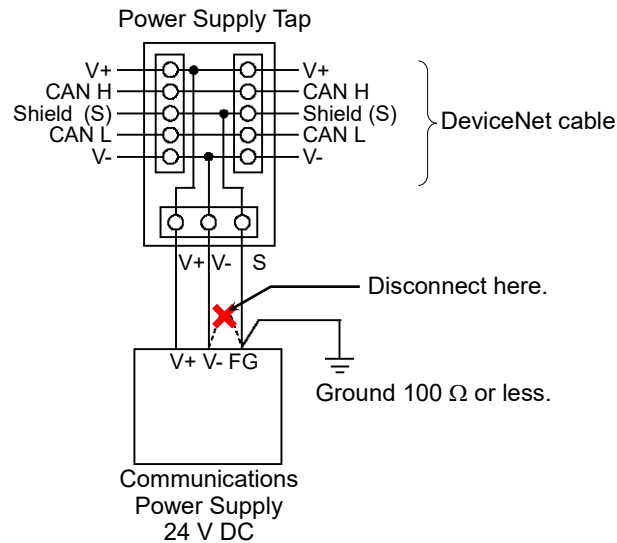 Power Supply Tap
V+ V+
CAN H CAN H
Shield (S) Shield (S)
CAN L CAN L
V- V-
DeviceNet cable
V+ V- S
Disconnect here.
V+ V- FG
Ground 100 Ω or less.
Communications
Power Supply
24 V DC